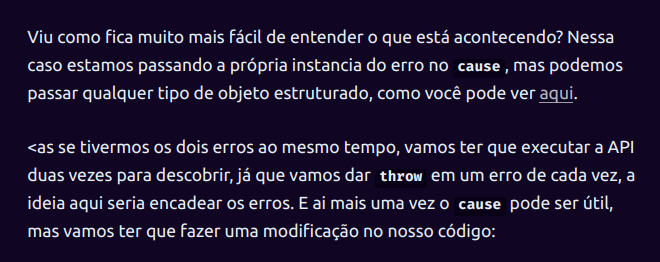 Viu como fica muito mais fácil de entender o que está acontecendo? Nessa
caso estamos passando a própria instancia do erro no cause, mas podemos
passar qualquer tipo de objeto estruturado, como você pode ver aqui.
<as se tivermos os dois erros ao mesmo tempo, vamos ter que executar a API
duas vezes para descobrir, já que vamos dar throw em um erro de cada vez, a
ideia aqui seria encadear os erros. E ai mais uma vez o cause pode ser útil,
mas vamos ter que fazer uma modificação no nosso código: